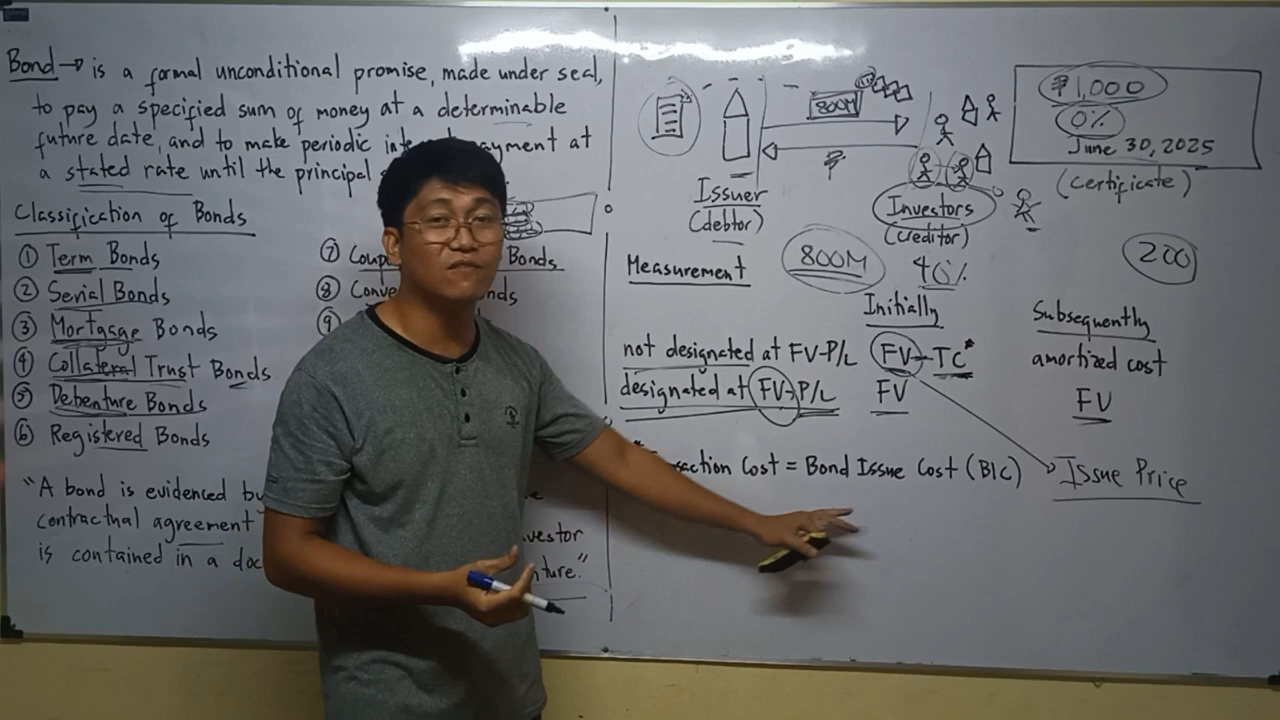 Bond → is a formal unconditional promise, made under seal,
to pay a specified sum of money at a determinable
future date, and to make periodic payment at
a stated rate until the principal
Classification of Bonds
① Term Bonds
② Serial Bonds
③ Mortgage Bonds
④ Collateral Trust Bonds
⑤ Debenture Bonds
⑥ Registered Bonds
⑦ Bonds
⑧
⑨
"A bond is evidenced by
contractual agreement"
is contained in a
800M
₱
Issuer
(debtor)
Investors
(creditor)
₱1,000
0%
June 30, 2025
(certificate)
Measurement
800M
40%
200
Initially
Subsequently
not designated at FV-P/L
FV-TC*
amortized cost
designated at FV-P/L
FV
FV
Cost = Bond Issue Cost (BIC)
Issue Price